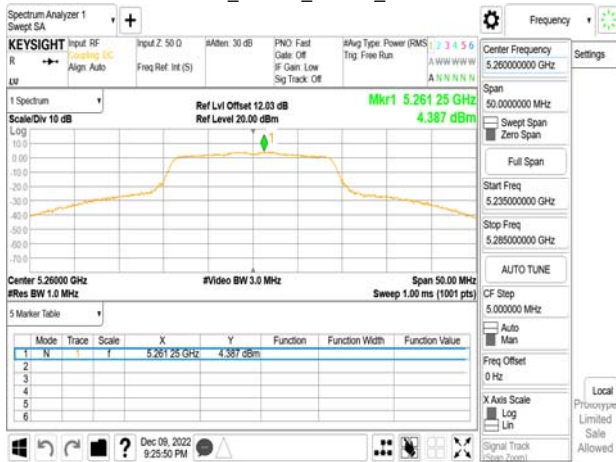 Spectrum Analyzer 1
Swept SA
Frequency
KEYSIGHT
Input: RF
Coupling: DC
Align: Auto
Input Z: 50 Ω
Freq Ref: Int (S)
#Atten: 30 dB
PNO: Fast
Gate: Off
IF Gain: Low
Sig Track: Off
#Avg Type: Power (RMS
Trig: Free Run
1 2 3 4 5 6
A W W W W W
A N N N N N
R
LV
1 Spectrum
Scale/Div 10 dB
Ref Lvl Offset 12.03 dB
Ref Level 20.00 dBm
Mkr1 5.261 25 GHz
4.387 dBm
Log
10.0
0.00
-10.0
-20.0
-30.0
-40.0
-50.0
-60.0
-70.0
1
Center 5.26000 GHz
#Res BW 1.0 MHz
#Video BW 3.0 MHz
Span 50.00 MHz
Sweep 1.00 ms (1001 pts)
5 Marker Table
Mode Trace Scale X Y Function Function Width Function Value
1 N 1 f 5.261 25 GHz 4.387 dBm
2
3
4
5
6
Dec 09, 2022
9:25:50 PM
Center Frequency
5.260000000 GHz
Settings
Span
50.0000000 MHz
Swept Span
Zero Span
Full Span
Start Freq
5.235000000 GHz
Stop Freq
5.285000000 GHz
AUTO TUNE
CF Step
5.000000 MHz
Auto
Man
Freq Offset
0 Hz
X Axis Scale
Log
Lin
Signal Track
(Span Zoom)
Local
Prototype
Limited
Sale
Allowed